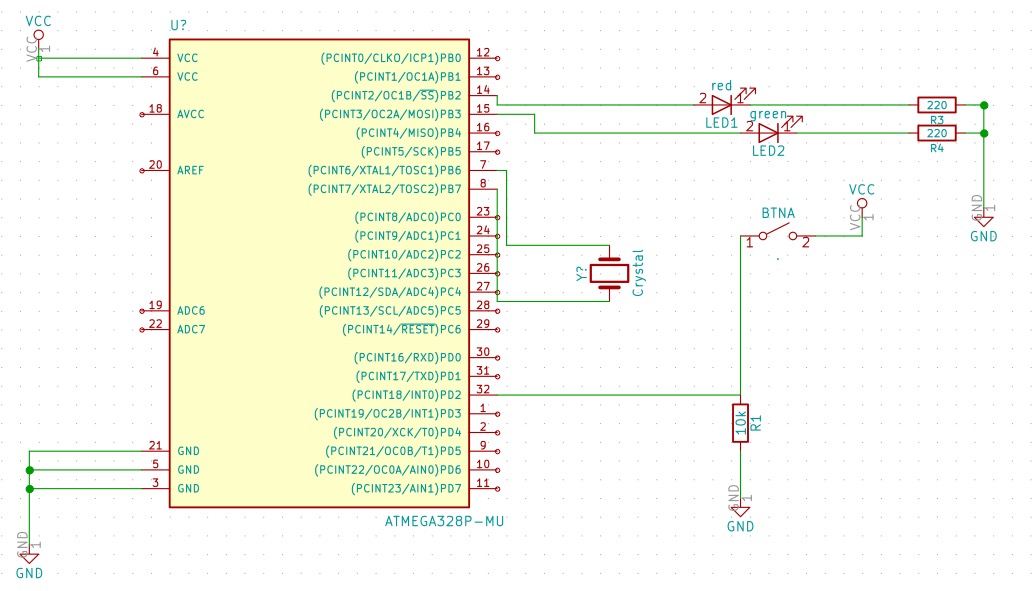 VCC
VCC 1
U?
4 VCC
6 VCC
18 AVCC
20 AREF
19 ADC6
22 ADC7
21 GND
5 GND
3 GND
GND 1
GND
(PCINT0/CLKO/ICP1)PB0 12
(PCINT1/OC1A)PB1 13
(PCINT2/OC1B/SS)PB2 14
(PCINT3/OC2A/MOSI)PB3 15
(PCINT4/MISO)PB4 16
(PCINT5/SCK)PB5 17
(PCINT6/XTAL1/TOSC1)PB6 7
(PCINT7/XTAL2/TOSC2)PB7 8
(PCINT8/ADC0)PC0 23
(PCINT9/ADC1)PC1 24
(PCINT10/ADC2)PC2 25
(PCINT11/ADC3)PC3 26
(PCINT12/SDA/ADC4)PC4 27
(PCINT13/SCL/ADC5)PC5 28
(PCINT14/RESET)PC6 29
(PCINT16/RXD)PD0 30
(PCINT17/TXD)PD1 31
(PCINT18/INT0)PD2 32
(PCINT19/OC2B/INT1)PD3 1
(PCINT20/XCK/T0)PD4 2
(PCINT21/OC0B/T1)PD5 9
(PCINT22/OC0A/AIN0)PD6 10
(PCINT23/AIN1)PD7 11
ATMEGA328P-MU
red
2 1
LED1
green
2 1
LED2
220
R3
220
R4
GND 1
GND
Y?
Crystal
BTNA
1 2
VCC
VCC 1
10k
R1
GND 1
GND